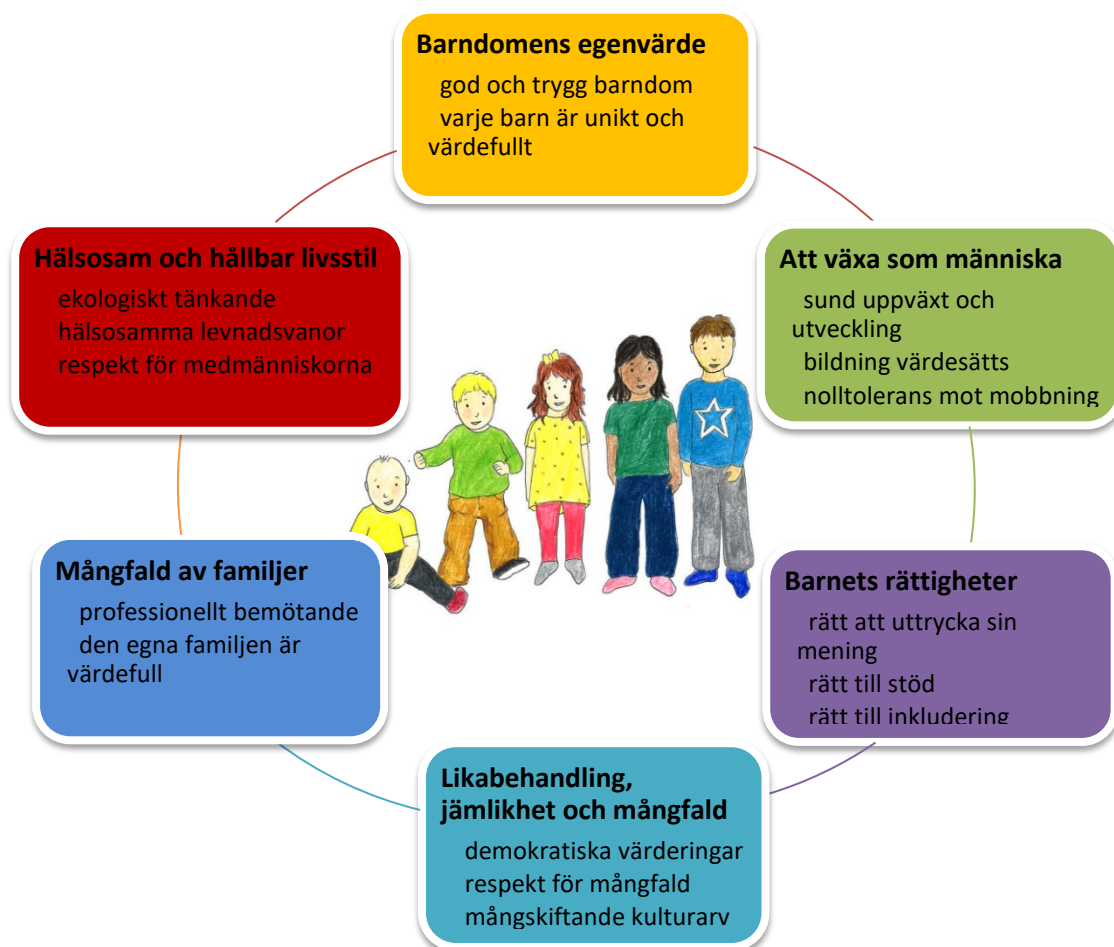 Barndomens egenvärde
god och trygg barndom
varje barn är unikt och
värdefullt
Att växa som människa
sund uppväxt och
utveckling
bildning värdesätts
nolltolerans mot mobbning
Barnets rättigheter
rätt att uttrycka sin
mening
rätt till stöd
rätt till inkludering
Likabehandling,
jämlikhet och mångfald
demokratiska värderingar
respekt för mångfald
mångskiftande kulturarv
Mångfald av familjer
professionellt bemötande
den egna familjen är
värdefull
Hälsosam och hållbar livsstil
ekologiskt tänkande
hälsosamma levnadsvanor
respekt för medmänniskorna